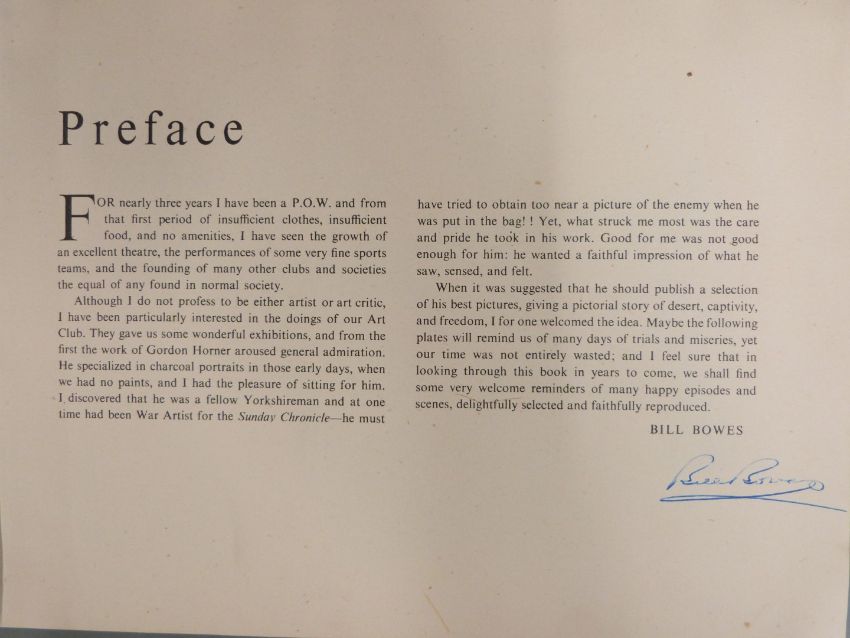 Preface
FOR nearly three years I have been a P.O.W. and from
that first period of insufficient clothes, insufficient
food, and no amenities, I have seen the growth of
an excellent theatre, the performances of some very fine sports
teams, and the founding of many other clubs and societies
the equal of any found in normal society.
Although I do not profess to be either artist or art critic,
I have been particularly interested in the doings of our Art
Club. They gave us some wonderful exhibitions, and from the
first the work of Gordon Horner aroused general admiration.
He specialized in charcoal portraits in those early days, when
we had no paints, and I had the pleasure of sitting for him.
I discovered that he was a fellow Yorkshireman and at one
time had been War Artist for the Sunday Chronicle—he must
have tried to obtain too near a picture of the enemy when he
was put in the bag! ! Yet, what struck me most was the care
and pride he took in his work. Good for me was not good
enough for him: he wanted a faithful impression of what he
saw, sensed, and felt.
When it was suggested that he should publish a selection
of his best pictures, giving a pictorial story of desert, captivity,
and freedom, I for one welcomed the idea. Maybe the following
plates will remind us of many days of trials and miseries, yet
our time was not entirely wasted; and I feel sure that in
looking through this book in years to come, we shall find
some very welcome reminders of many happy episodes and
scenes, delightfully selected and faithfully reproduced.
BILL BOWES
Bill Bowes